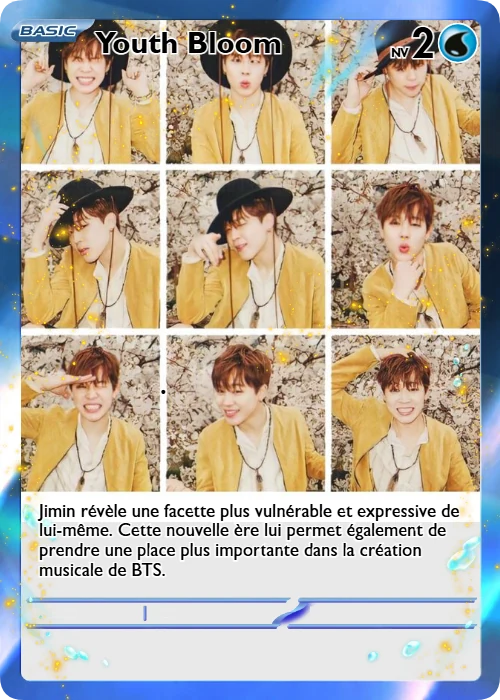 BASIC
Youth Bloom
NV 2
Jimin révèle une facette plus vulnérable et expressive de
lui-même. Cette nouvelle ère lui permet également de
prendre une place plus importante dans la création
musicale de BTS.